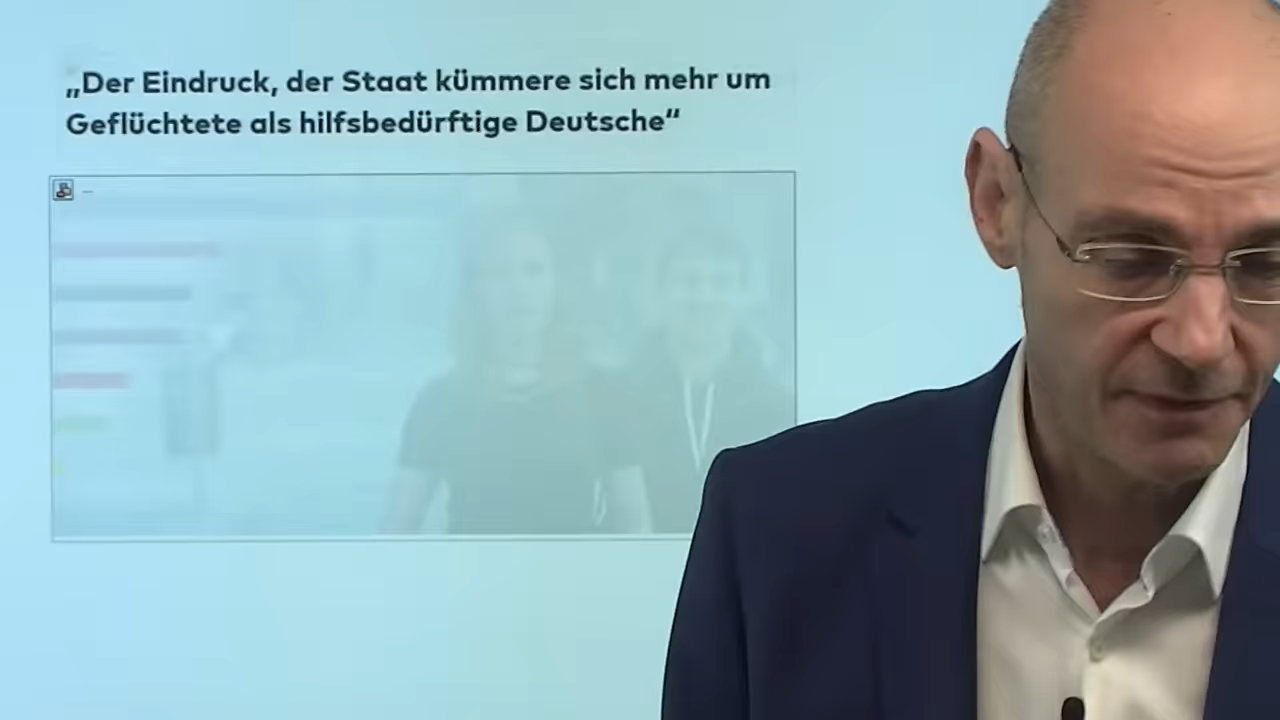 „Der Eindruck, der Staat kümmere sich mehr um
Geflüchtete als hilfsbedürftige Deutsche“